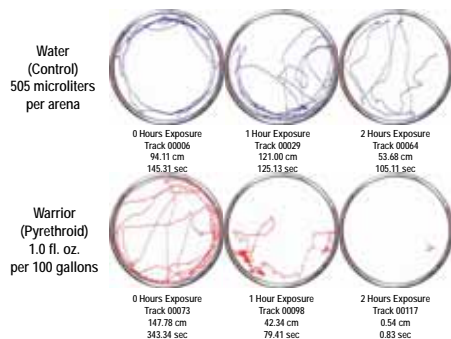 Water
(Control)
505 microliters
per arena
0 Hours Exposure
Track 00006
94.11 cm
145.31 sec
1 Hour Exposure
Track 00029
121.00 cm
125.13 sec
2 Hours Exposure
Track 00064
53.68 cm
105.11 sec
Warrior
(Pyrethroid)
1.0 fl. oz.
per 100 gallons
0 Hours Exposure
Track 00073
147.78 cm
343.34 sec
1 Hour Exposure
Track 00098
42.34 cm
79.41 sec
2 Hours Exposure
Track 00117
0.54 cm
0.83 sec